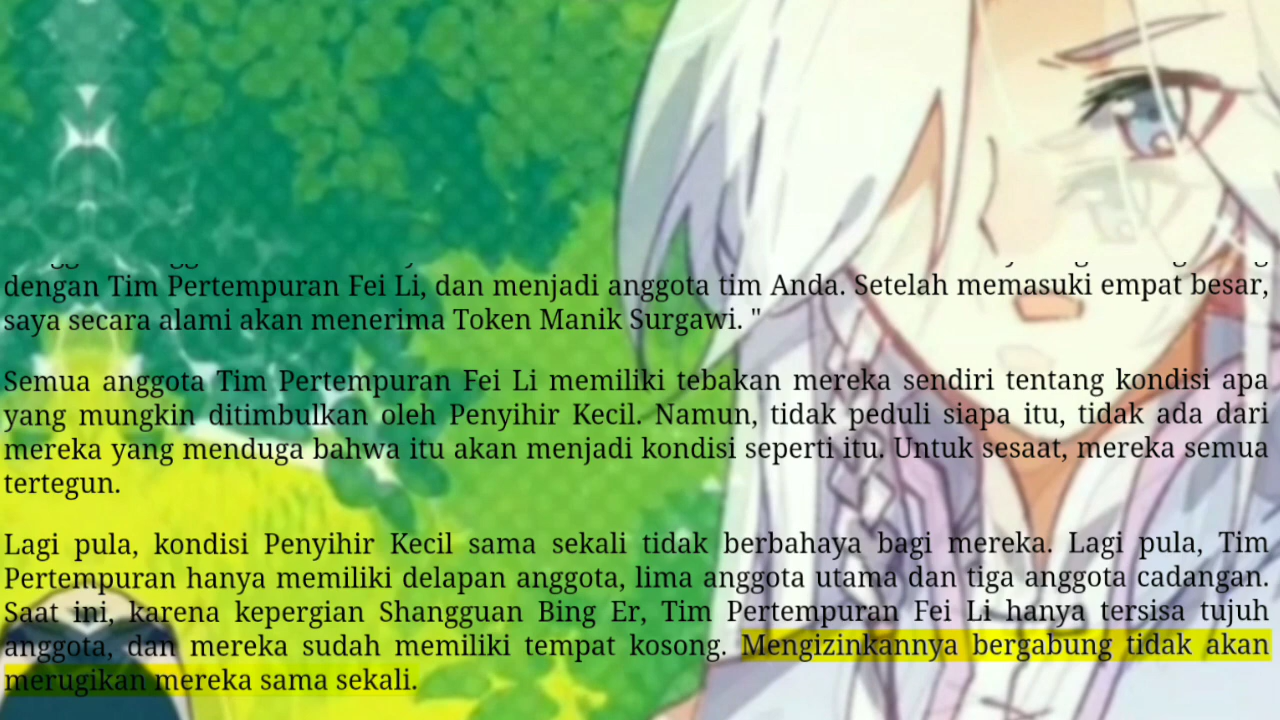 dengan Tim Pertempuran Fei Li, dan menjadi anggota tim Anda. Setelah memasuki empat besar,
saya secara alami akan menerima Token Manik Surgawi. "
Semua anggota Tim Pertempuran Fei Li memiliki tebakan mereka sendiri tentang kondisi apa
yang mungkin ditimbulkan oleh Penyihir Kecil. Namun, tidak peduli siapa itu, tidak ada dari
mereka yang menduga bahwa itu akan menjadi kondisi seperti itu. Untuk sesaat, mereka semua
tertegun.
Lagi pula, kondisi Penyihir Kecil sama sekali tidak berbahaya bagi mereka. Lagi pula, Tim
Pertempuran hanya memiliki delapan anggota, lima anggota utama dan tiga anggota cadangan.
Saat ini, karena kepergian Shangguan Bing Er, Tim Pertempuran Fei Li hanya tersisa tujuh
anggota, dan mereka sudah memiliki tempat kosong. Mengizinkannya bergabung tidak akan
merugikan mereka sama sekali.